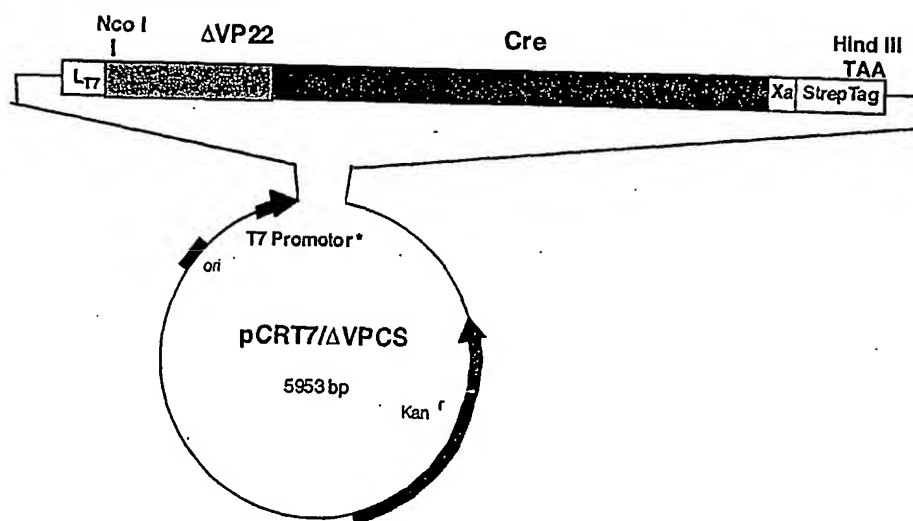 Nco I
I
ΔVP22
Cre
Hind III
TAA
LT7
Xa
StrepTag
T7 Promotor*
ori
pCRT7/ΔVPCS
5953 bp
Kan r